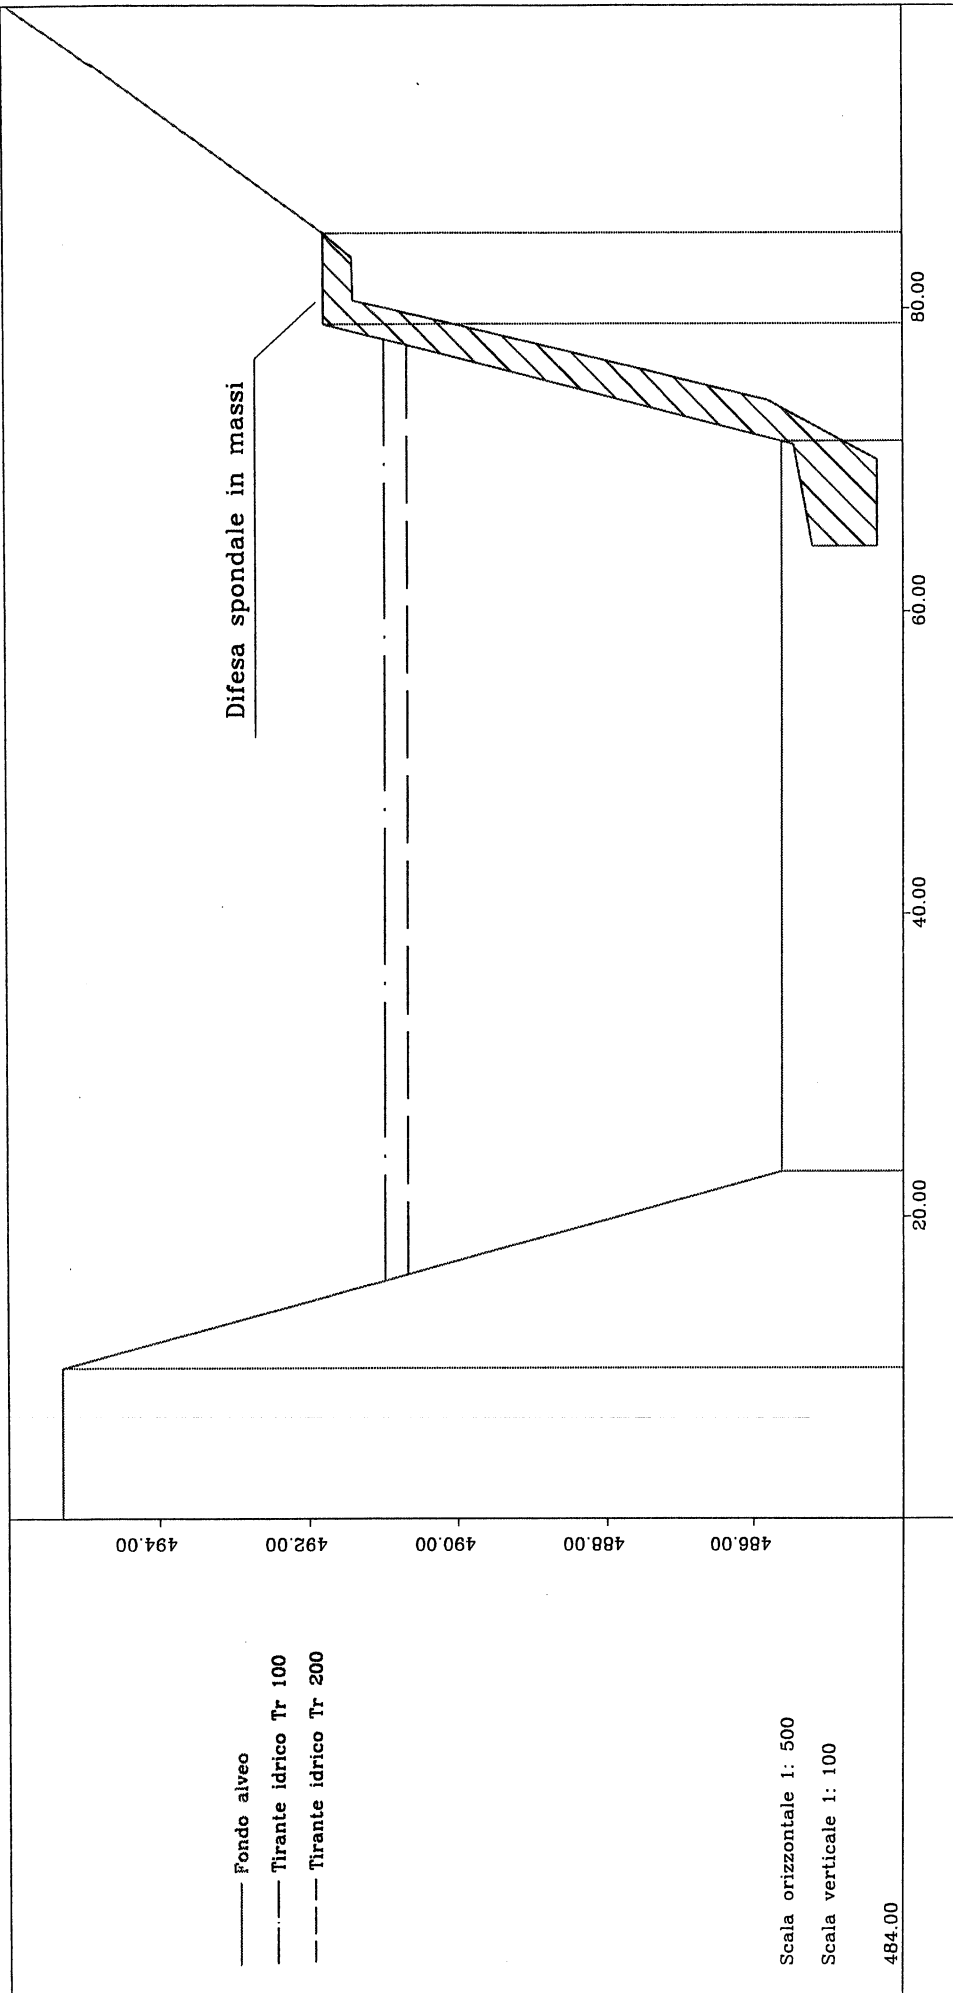 Difesa spondale in massi
Fondo alveo
Tirante idrico Tr 100
Tirante idrico Tr 200
494.00
492.00
490.00
488.00
486.00
484.00
20.00
40.00
60.00
80.00
Scala orizzontale 1: 500
Scala verticale 1: 100